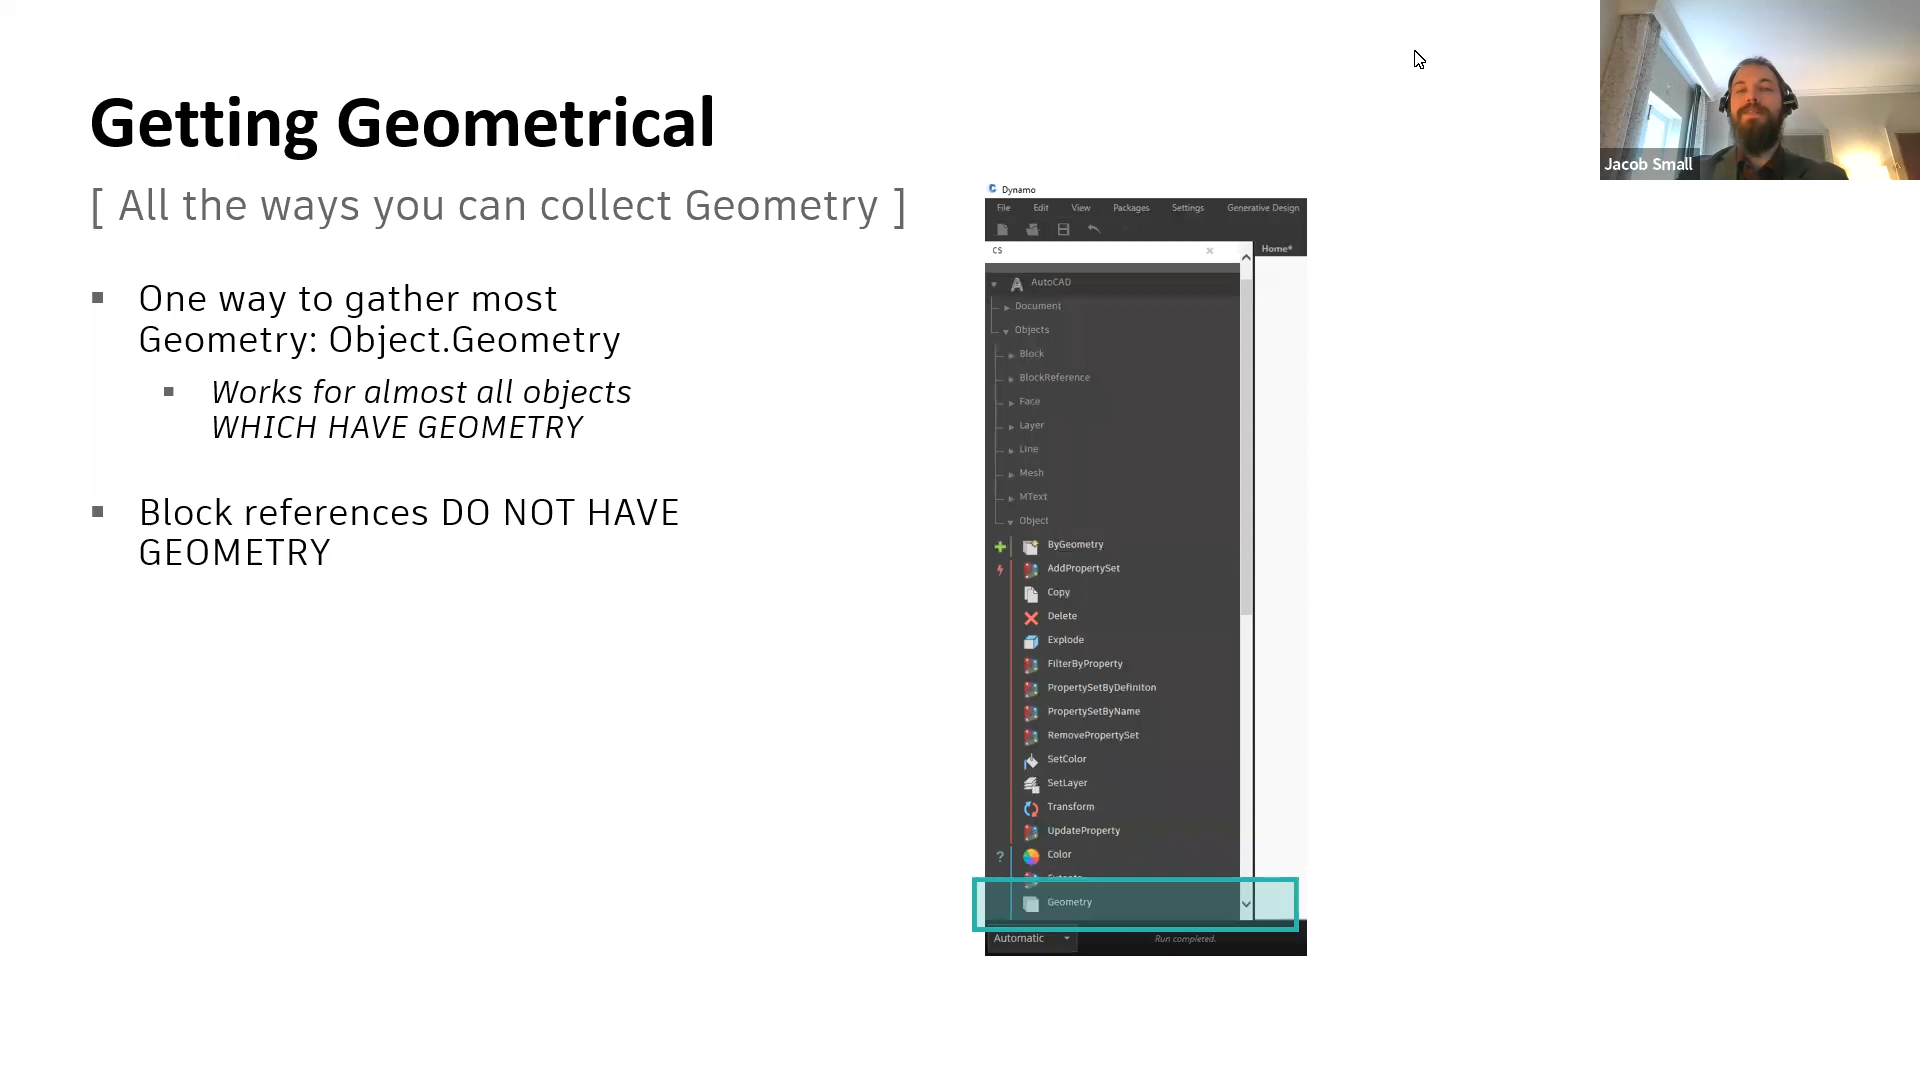 Getting Geometrical
[ All the ways you can collect Geometry ]
One way to gather most
Geometry: Object.Geometry
Works for almost all objects
WHICH HAVE GEOMETRY
Block references DO NOT HAVE
GEOMETRY
Jacob Small
Dynamo
File Edit View Packages Settings Generative Design
cs
Home*
AutoCAD
Document
Objects
Block
BlockReference
Face
Layer
Line
Mesh
MText
Object
ByGeometry
AddPropertySet
Copy
Delete
Explode
FilterByProperty
PropertySetByDefiniton
PropertySetByName
RemovePropertySet
SetColor
SetLayer
Transform
UpdateProperty
? Color
Geometry
Automatic
Run completed.